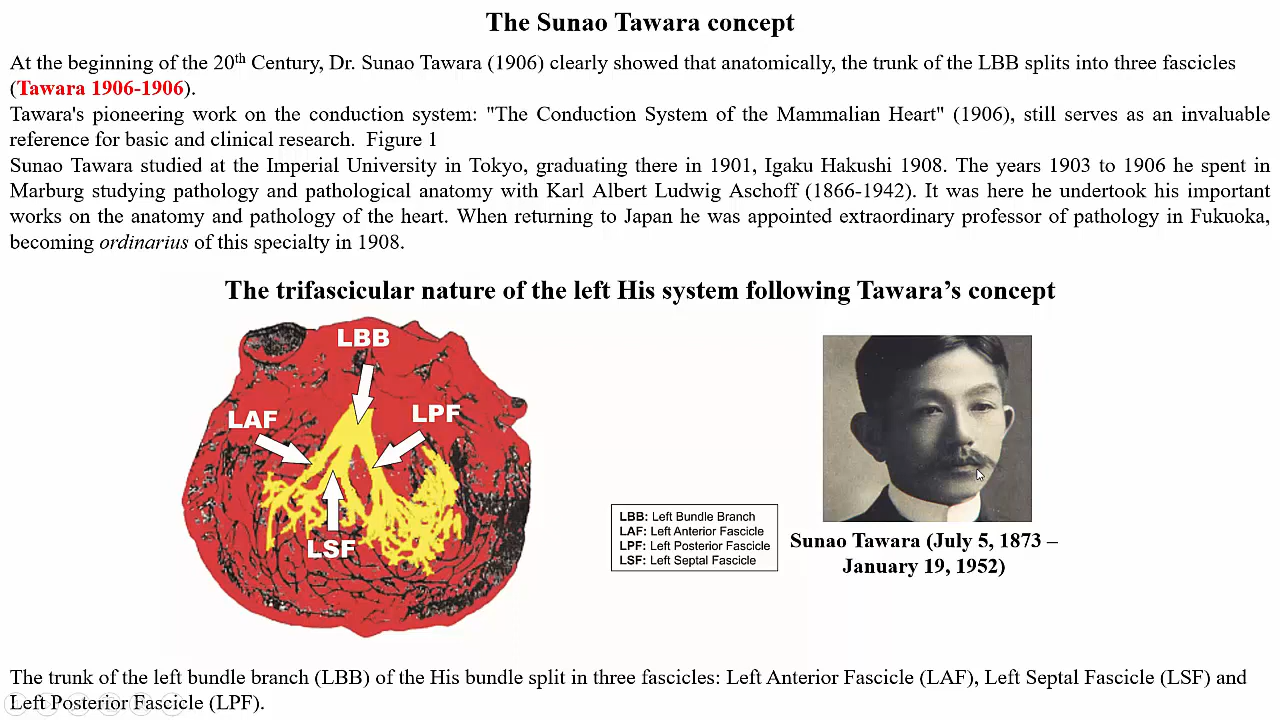 The Sunao Tawara concept
At the beginning of the 20th Century, Dr. Sunao Tawara (1906) clearly showed that anatomically, the trunk of the LBB splits into three fascicles
(Tawara 1906-1906).
Tawara's pioneering work on the conduction system: "The Conduction System of the Mammalian Heart" (1906), still serves as an invaluable
reference for basic and clinical research. Figure 1
Sunao Tawara studied at the Imperial University in Tokyo, graduating there in 1901, Igaku Hakushi 1908. The years 1903 to 1906 he spent in
Marburg studying pathology and pathological anatomy with Karl Albert Ludwig Aschoff (1866-1942). It was here he undertook his important
works on the anatomy and pathology of the heart. When returning to Japan he was appointed extraordinary professor of pathology in Fukuoka,
becoming ordinarius of this specialty in 1908.
The trifascicular nature of the left His system following Tawara's concept
LBB
LAF
LPF
LSF
LBB: Left Bundle Branch
LAF: Left Anterior Fascicle
LPF: Left Posterior Fascicle
LSF: Left Septal Fascicle
Sunao Tawara (July 5, 1873 –
January 19, 1952)
The trunk of the left bundle branch (LBB) of the His bundle split in three fascicles: Left Anterior Fascicle (LAF), Left Septal Fascicle (LSF) and
Left Posterior Fascicle (LPF).